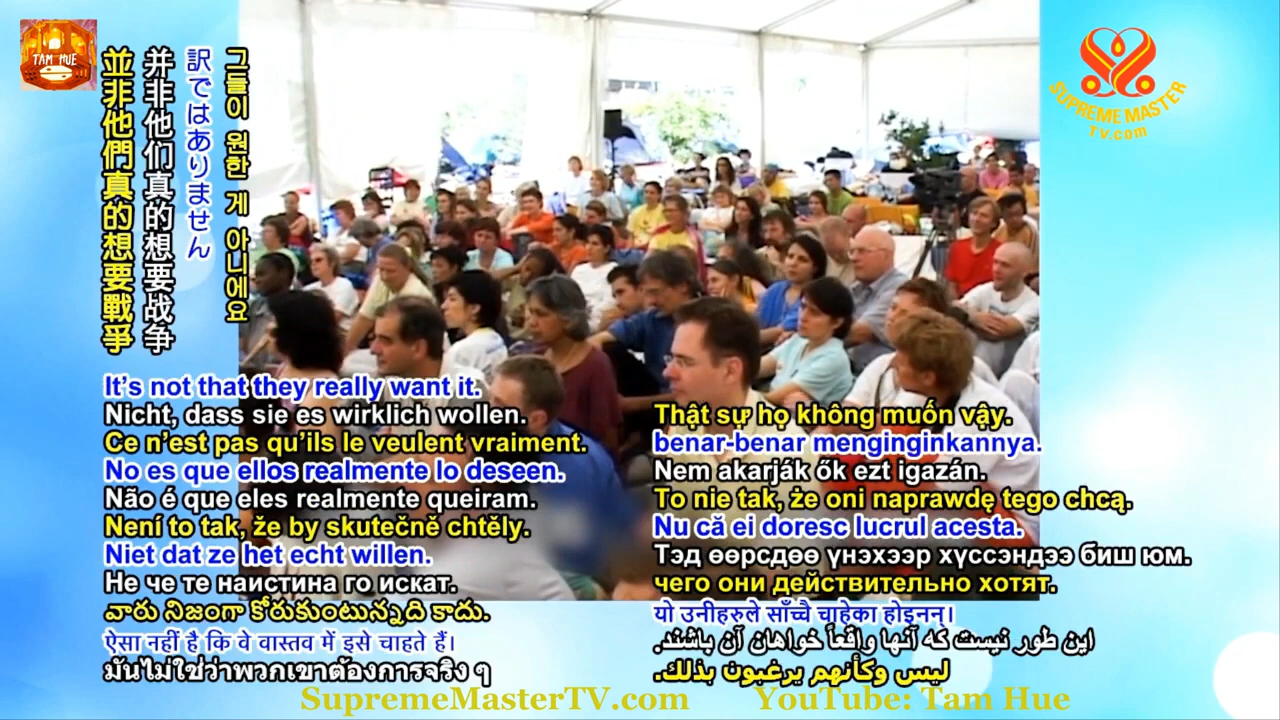 TAM HUE
SUPREME MASTER
TV.com
並非他們真的想要戰爭
并非他们真的想要战争
訳ではありません
그들이 원한 게 아니에요
It's not that they really want it.
Nicht, dass sie es wirklich wollen.
Ce n'est pas qu'ils le veulent vraiment.
No es que ellos realmente lo deseen.
Não é que eles realmente queiram.
Není to tak, že by skutečně chtěly.
Niet dat ze het echt willen.
Не че те наистина го искат.
వారు నిజంగా కోరుకుంటున్నది కాదు.
ऐसा नहीं है कि वे वास्तव में इसे चाहते हैं।
มันไม่ใช่ว่าพวกเขาต้องการจริง ๆ
Thật sự họ không muốn vậy.
benar-benar menginginkannya.
Nem akarják ők ezt igazán.
To nie tak, że oni naprawdę tego chcą.
Nu că ei doresc lucrul acesta.
Тэд өөрсдөө үнэхээр хүссэндээ биш юм.
чего они действительно хотят.
यो उनीहरुले साँच्चै चाहेका होइनन्।
این طور نیست که آنها واقعاً خواهان آن باشند.
ليس وكأنهم يرغبون بذلك.
SupremeMasterTV.com
YouTube: Tam Hue